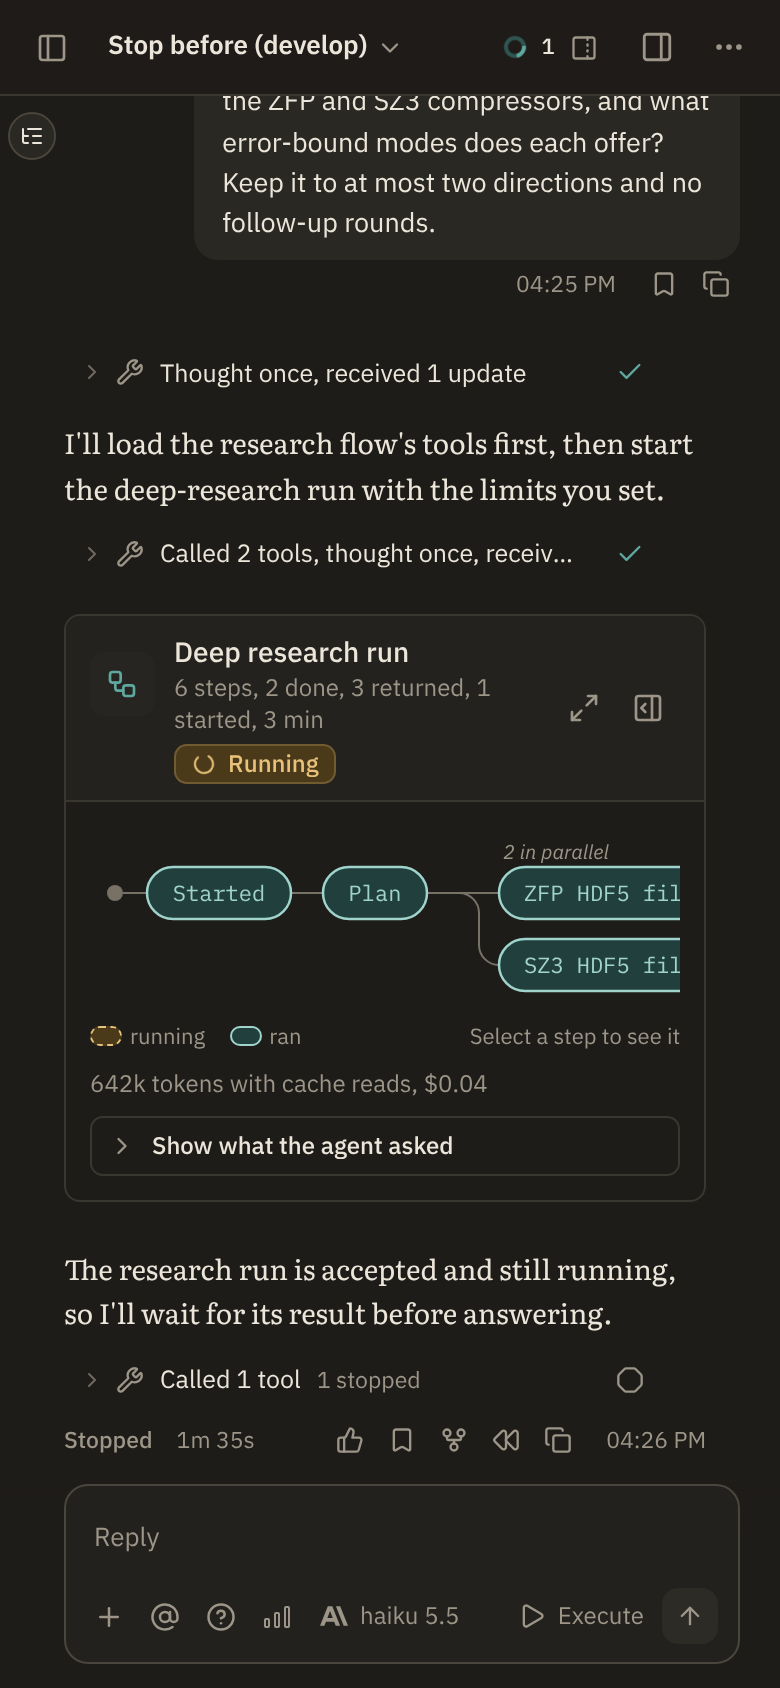 Stop before (develop)
1
the ZFP and SZ3 compressors, and what
error-bound modes does each offer?
Keep it to at most two directions and no
follow-up rounds.
04:25 PM
Thought once, received 1 update
I'll load the research flow's tools first, then start
the deep-research run with the limits you set.
Called 2 tools, thought once, receiv...
Deep research run
6 steps, 2 done, 3 returned, 1
started, 3 min
Running
2 in parallel
Started
Plan
ZFP HDF5 fil
SZ3 HDF5 fil
running
ran
Select a step to see it
642k tokens with cache reads, $0.04
Show what the agent asked
The research run is accepted and still running,
so I'll wait for its result before answering.
Called 1 tool 1 stopped
Stopped 1m 35s
04:26 PM
Reply
haiku 5.5
Execute